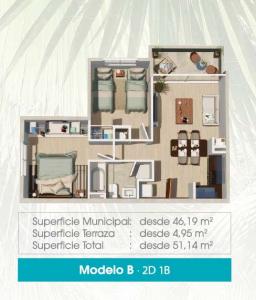 Superficie Municipal: desde 46,19 m²
Superficie Terraza : desde 4,95 m²
Superficie Total : desde 51,14 m²
Modelo B · 2D 1B